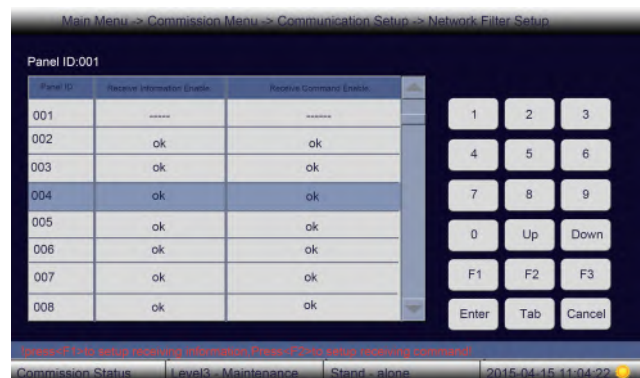 Main Menu -> Commission Menu -> Communication Setup -> Network Filter Setup
Panel ID:001
Panel ID Receive Information Enable Receive Command Enable
001 ----- -----
002 ok ok
003 ok ok
004 ok ok
005 ok ok
006 ok ok
007 ok ok
008 ok ok
1 2 3
4 5 6
7 8 9
0 Up Down
F1 F2 F3
Enter Tab Cancel
press<F1>to setup receiving information.Press<F2>to setup receiving command!
Commission Status Level3 - Maintenance Stand - alone 2015-04-15 11:04:22